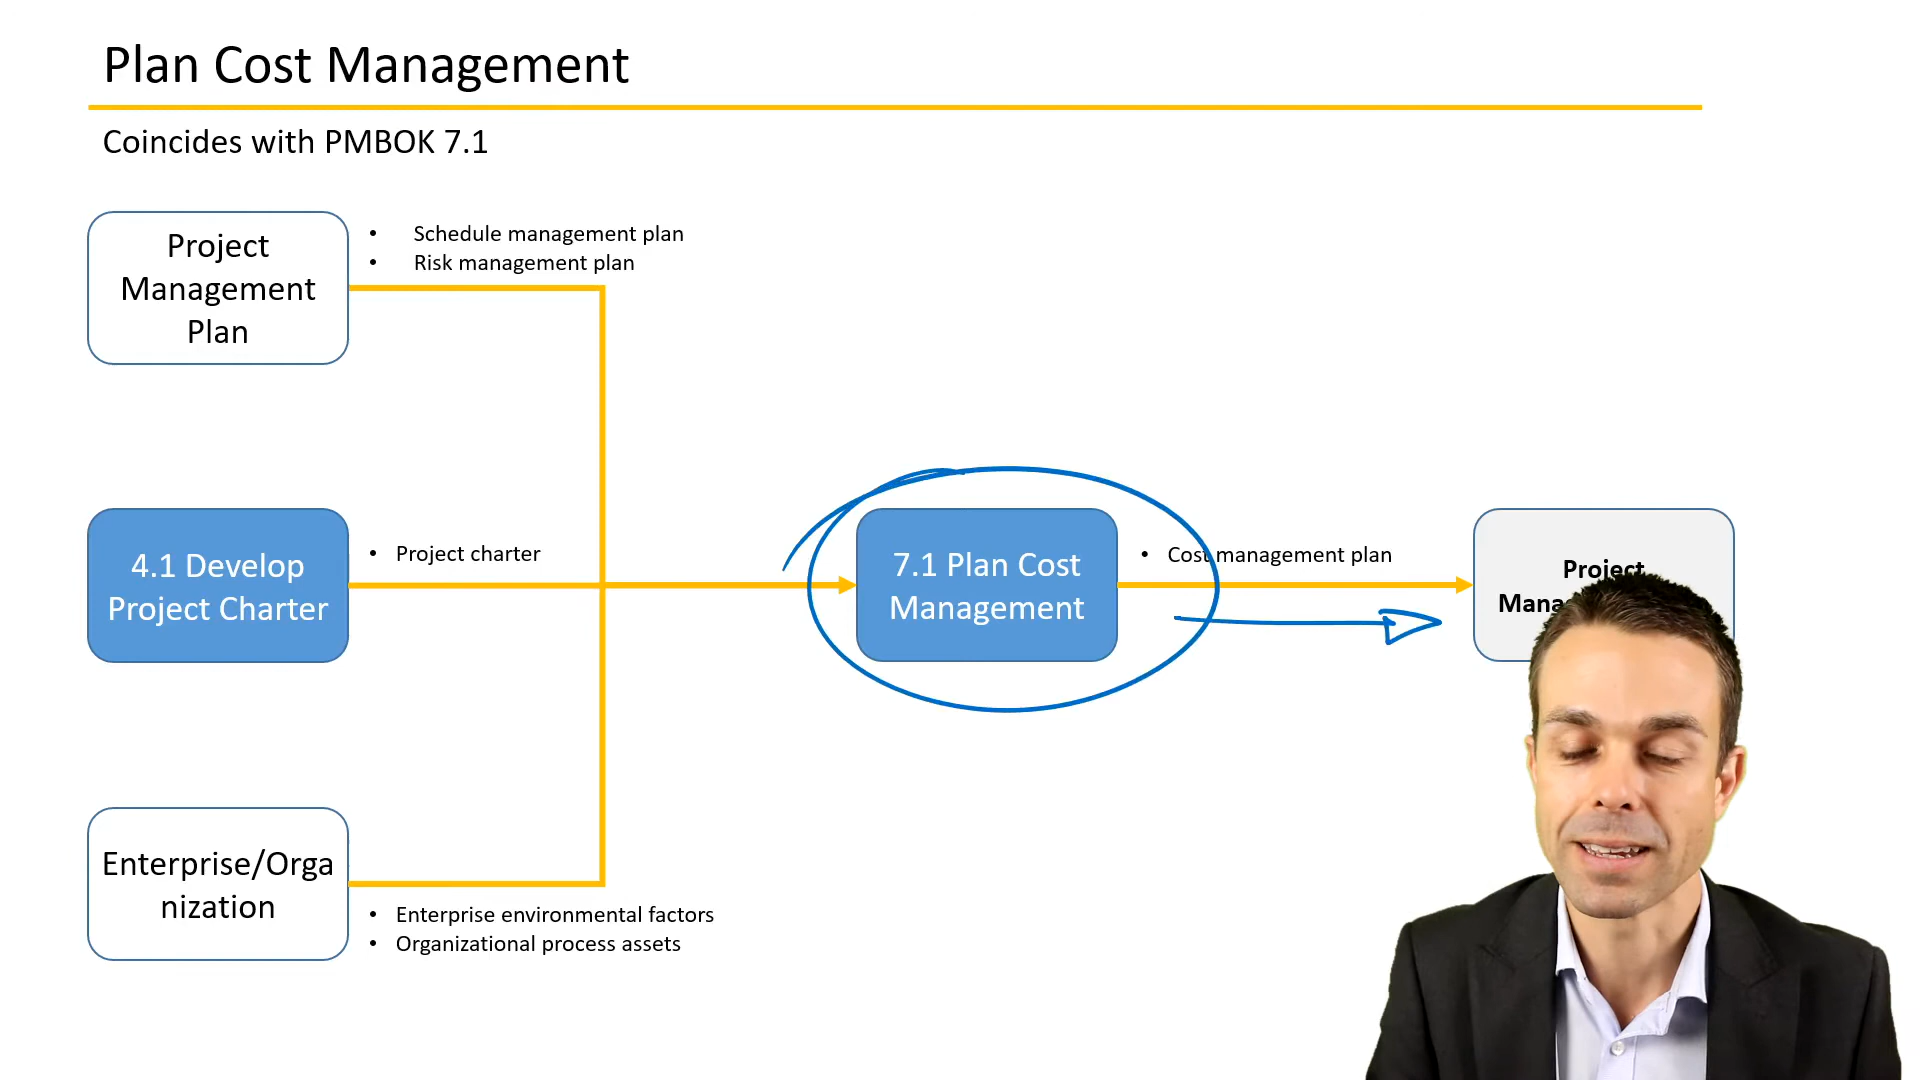 Plan Cost Management
Coincides with PMBOK 7.1
Project
Management
Plan
• Schedule management plan
• Risk management plan
4.1 Develop
Project Charter
• Project charter
7.1 Plan Cost
Management
• Cost management plan
Project
Enterprise/Orga
nization
• Enterprise environmental factors
• Organizational process assets